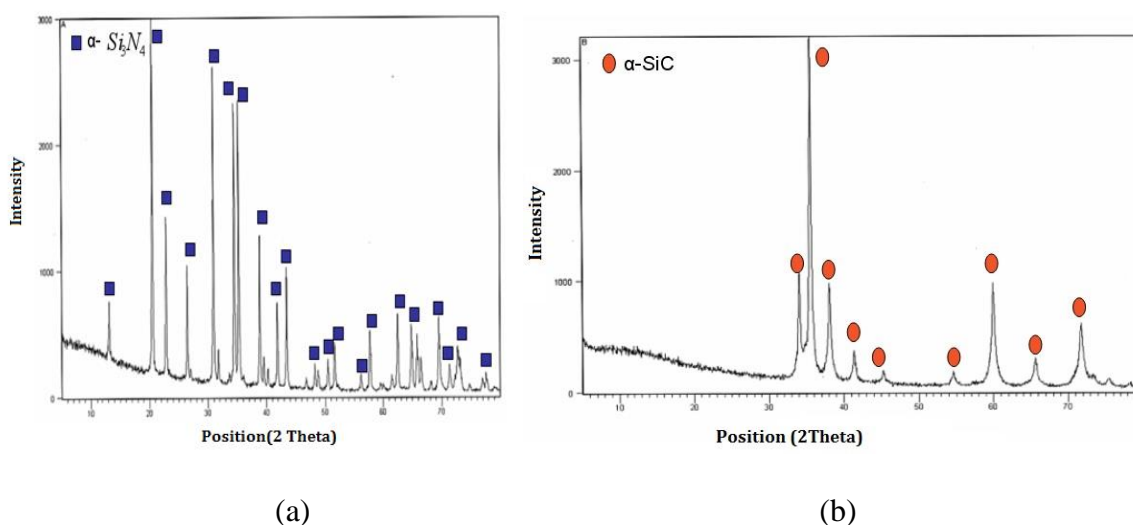 A
α- Si₃N₄
3000
2000
1000
0
Intensity
10 20 30 40 50 60 70
Position(2 Theta)
(a)
B
α-SiC
3000
2000
1000
0
Intensity
10 20 30 40 50 60 70
Position (2Theta)
(b)